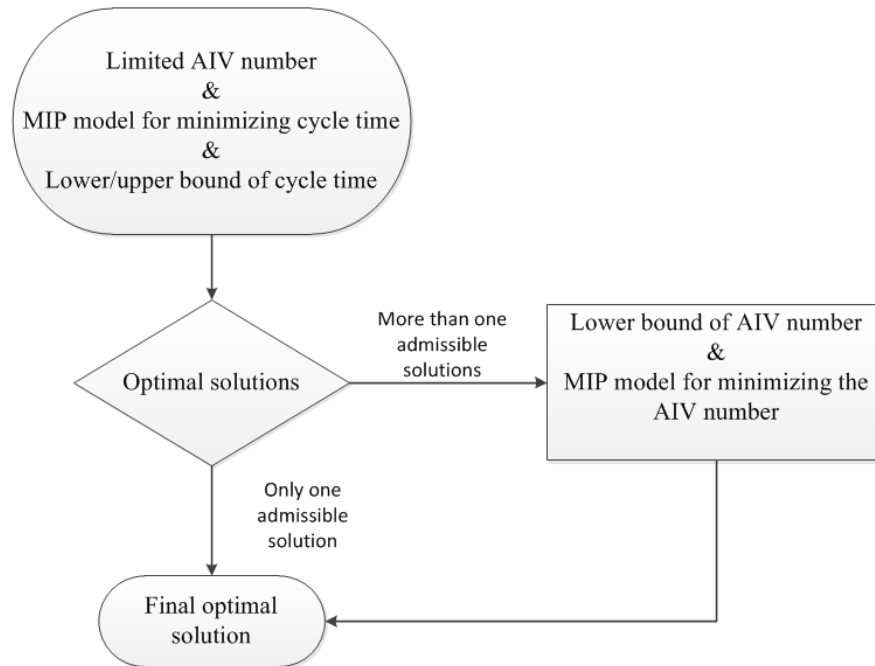 Limited AIV number
&
MIP model for minimizing cycle time
&
Lower/upper bound of cycle time
Optimal solutions
More than one
admissible
solutions
Lower bound of AIV number
&
MIP model for minimizing the
AIV number
Only one
admissible
solution
Final optimal
solution